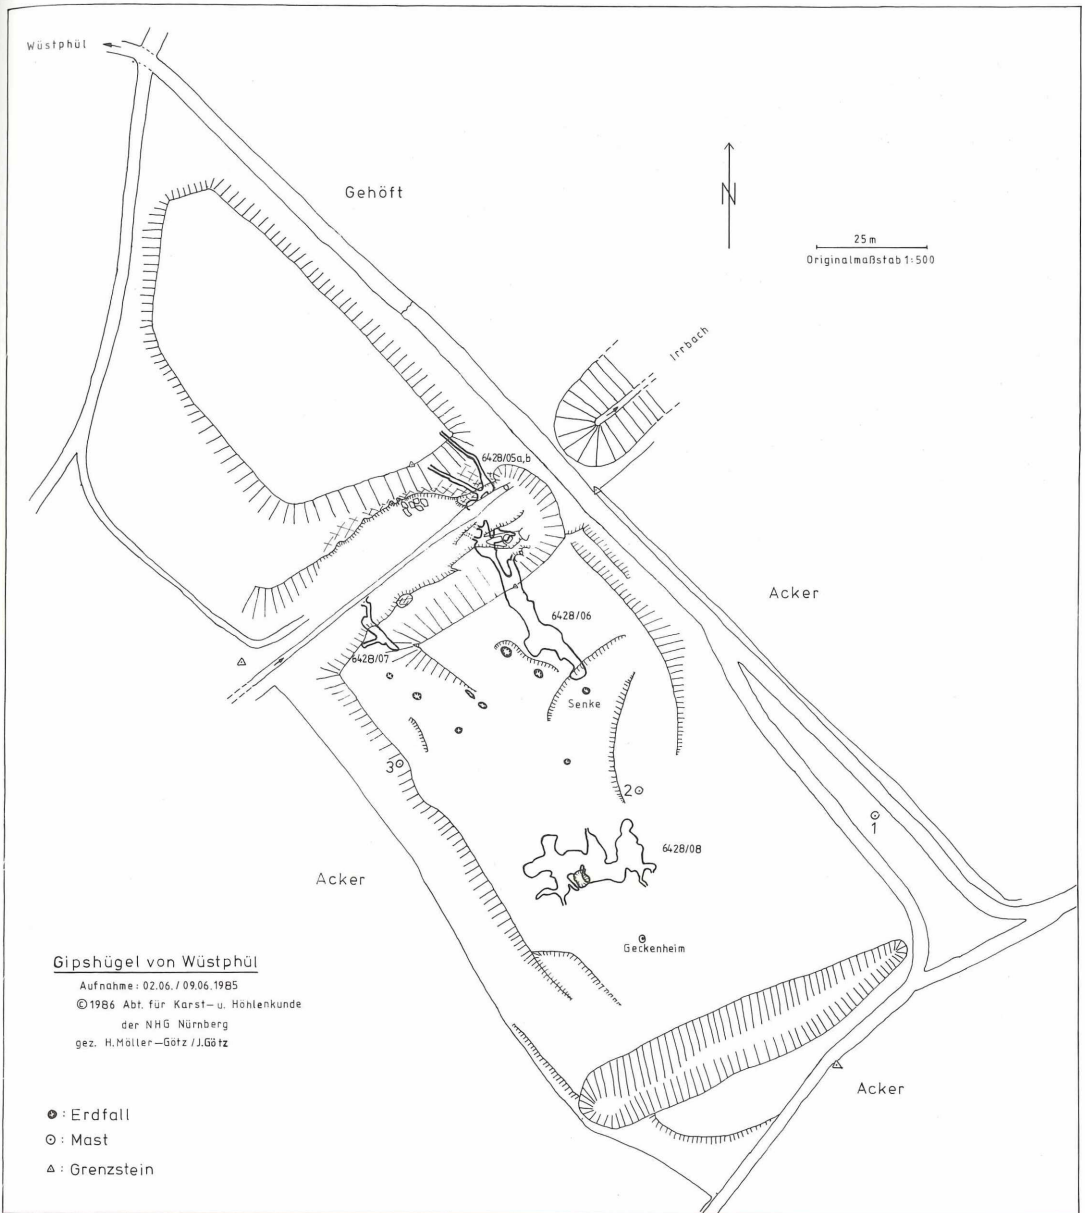 Wüstphül
Gehöft
N
25 m
Originalmaßstab 1:500
Irrbach
6428/05a,b
Acker
6428/06
6428/07
Senke
3
2
1
6428/08
Acker
Geckenheim
Gipshügel von Wüstphül
Aufnahme: 02.06./09.06.1985
©1986 Abt. für Karst- u. Höhlenkunde
der NHG Nürnberg
gez. H.Möller-Götz/J.Götz
Acker
: Erdfall
: Mast
: Grenzstein